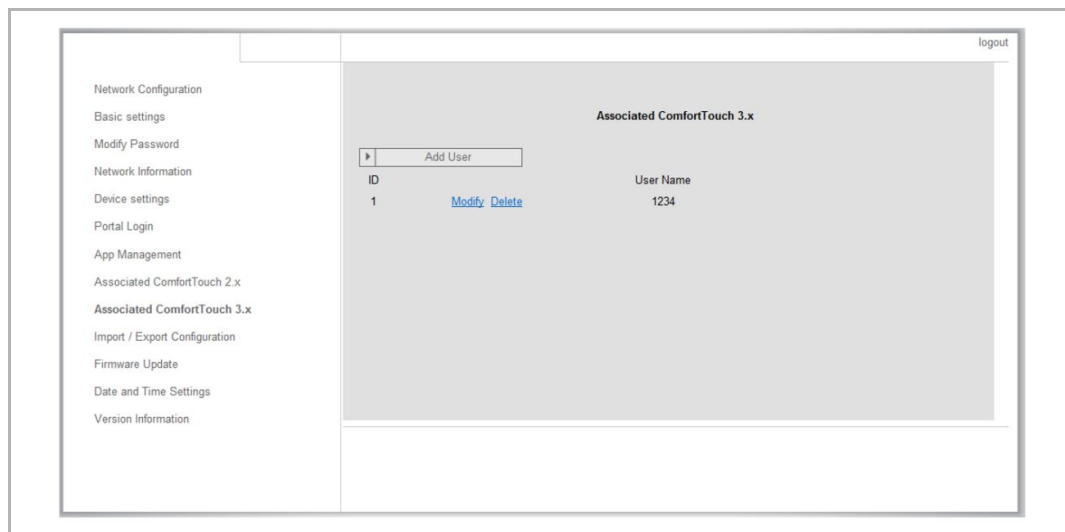 logout
Network Configuration
Basic settings
Modify Password
Network Information
Device settings
Portal Login
App Management
Associated ComfortTouch 2.x
Associated ComfortTouch 3.x
Import / Export Configuration
Firmware Update
Date and Time Settings
Version Information
Associated ComfortTouch 3.x
Add User
ID User Name
1 Modify Delete 1234